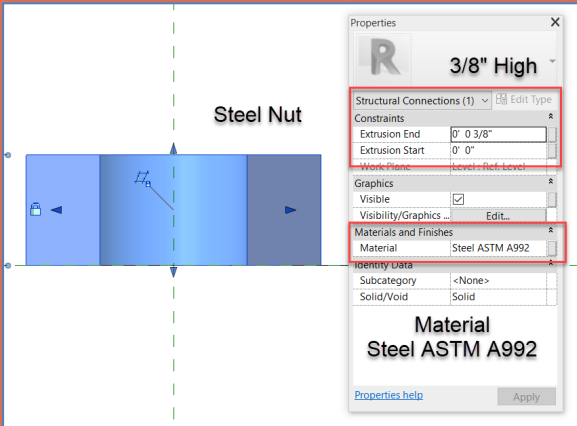 Properties
3/8" High
Steel Nut
Structural Connections (1)
Edit Type
Constraints
Extrusion End 0' 0 3/8"
Extrusion Start 0' 0"
Work Plane Level : Ref. Level
Graphics
Visible
Visibility/Graphics ... Edit...
Materials and Finishes
Material Steel ASTM A992
Identity Data
Subcategory <None>
Solid/Void Solid
Material
Steel ASTM A992
Properties help
Apply